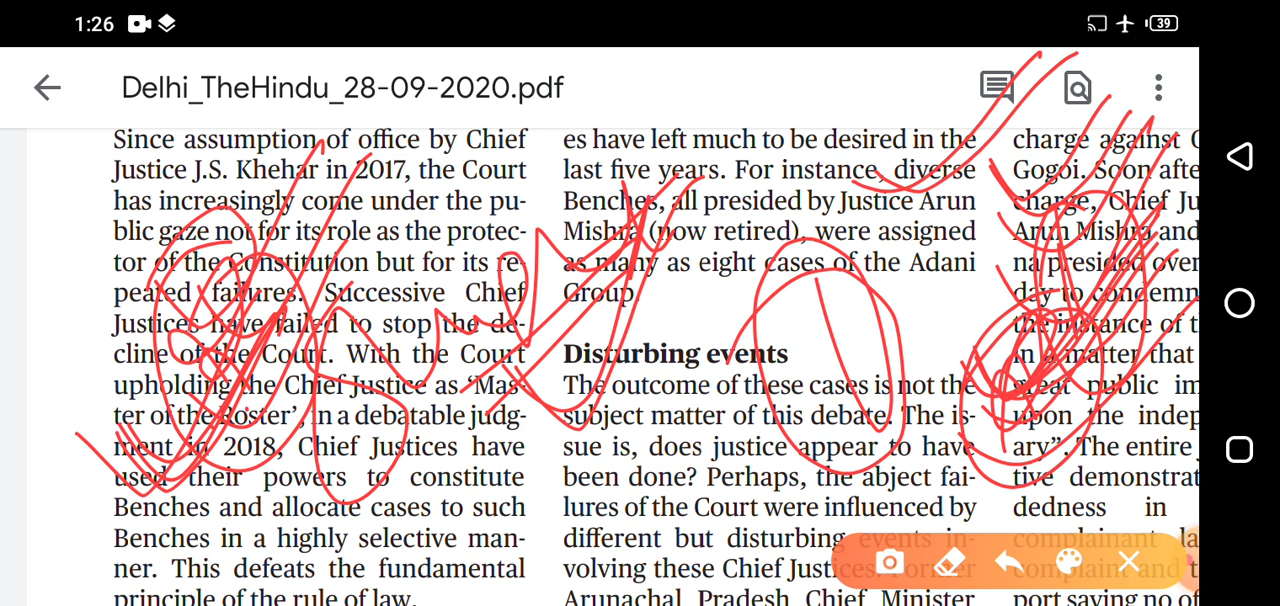 1:26
39
Delhi_TheHindu_28-09-2020.pdf
Since assumption of office by Chief
Justice J.S. Khehar in 2017, the Court
has increasingly come under the pu-
blic gaze not for its role as the protec-
tor of the Constitution but for its re-
peated failures. Successive Chief
Justices have failed to stop the de-
cline of the Court. With the Court
upholding the Chief Justice as ‘Mas-
ter of the Roster’, in a debatable judg-
ment in 2018, Chief Justices have
used their powers to constitute
Benches and allocate cases to such
Benches in a highly selective man-
ner. This defeats the fundamental
principle of the rule of law.
es have left much to be desired in the
last five years. For instance, diverse
Benches, all presided by Justice Arun
Mishra (now retired), were assigned
as many as eight cases of the Adani
Group.
Disturbing events
The outcome of these cases is not the
subject matter of this debate. The is-
sue is, does justice appear to have
been done? Perhaps, the abject fai-
lures of the Court were influenced by
different but disturbing events in-
volving these Chief Justices. Former
Arunachal Pradesh Chief Minister
charge against
Gogoi. Soon afte
charge, Chief Ju
Arun Mishra and
na presided over
day to condemn
the instance of t
in a matter that
great public im
upon the indep
ary”. The entire
tive demonstrat
dedness in
complainant la
complaint and t
port saying no of